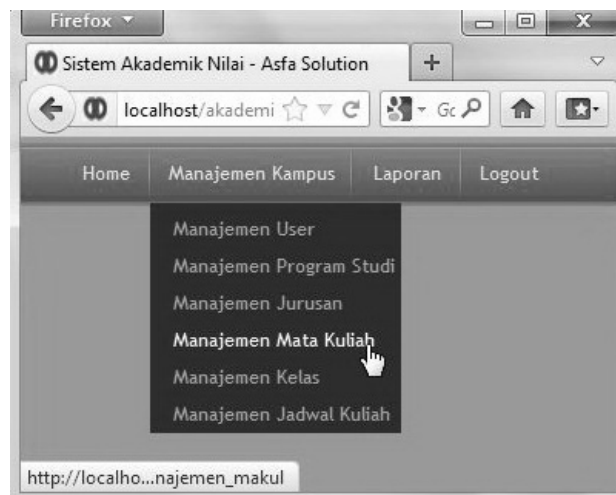 Firefox
Sistem Akademik Nilai - Asfa Solution
localhost/akademi
Home Manajemen Kampus Laporan Logout
Manajemen User
Manajemen Program Studi
Manajemen Jurusan
Manajemen Mata Kuliah
Manajemen Kelas
Manajemen Jadwal Kuliah
http://localho...najemen_makul